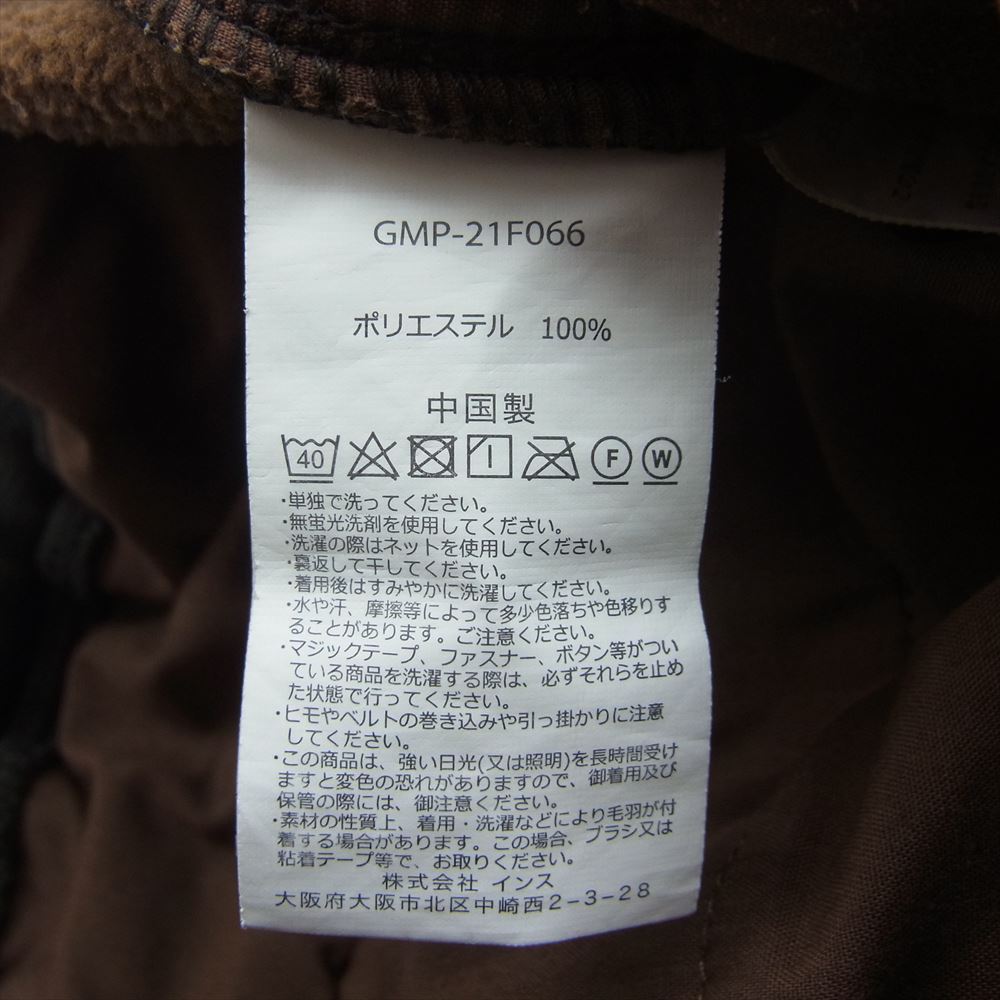 GMP-21F066
ポリエステル 100%
中国製
40 F W
・単独で洗ってください。
・無蛍光洗剤を使用してください。
・洗濯の際はネットを使用してください。
・裏返して干してください。
・着用後はすみやかに洗濯してください。
・水や汗、摩擦等によって多少色落ちや色移りす
ることがあります。ご注意ください。
・マジックテープ、ファスナー、ボタン等がつい
ている商品を洗濯する際は、必ずそれらを止め
た状態で行ってください。
・ヒモやベルトの巻き込みや引っ掛かりに注意
してください。
・この商品は、強い日光(又は照明)を長時間受け
ますと変色の恐れがありますので、御着用及び
保管の際には、御注意ください。
・素材の性質上、着用・洗濯などにより毛羽が付
着する場合があります。この場合、ブラシ又は
粘着テープ等で、お取りください。
株式会社 インス
大阪府大阪市北区中崎西2-3-28